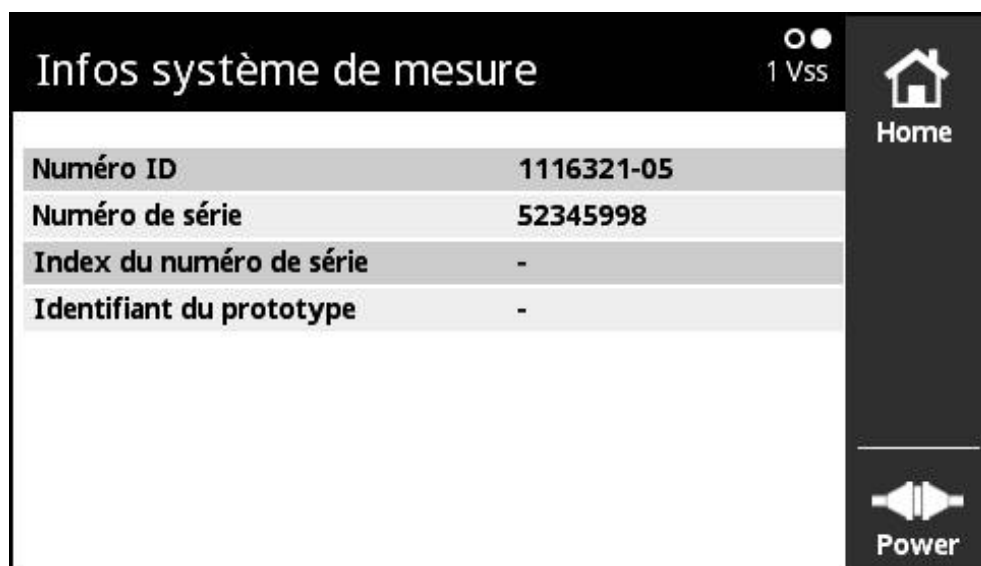 Infos système de mesure
1 Vss
Home
Numéro ID 1116321-05
Numéro de série 52345998
Index du numéro de série -
Identifiant du prototype -
Power